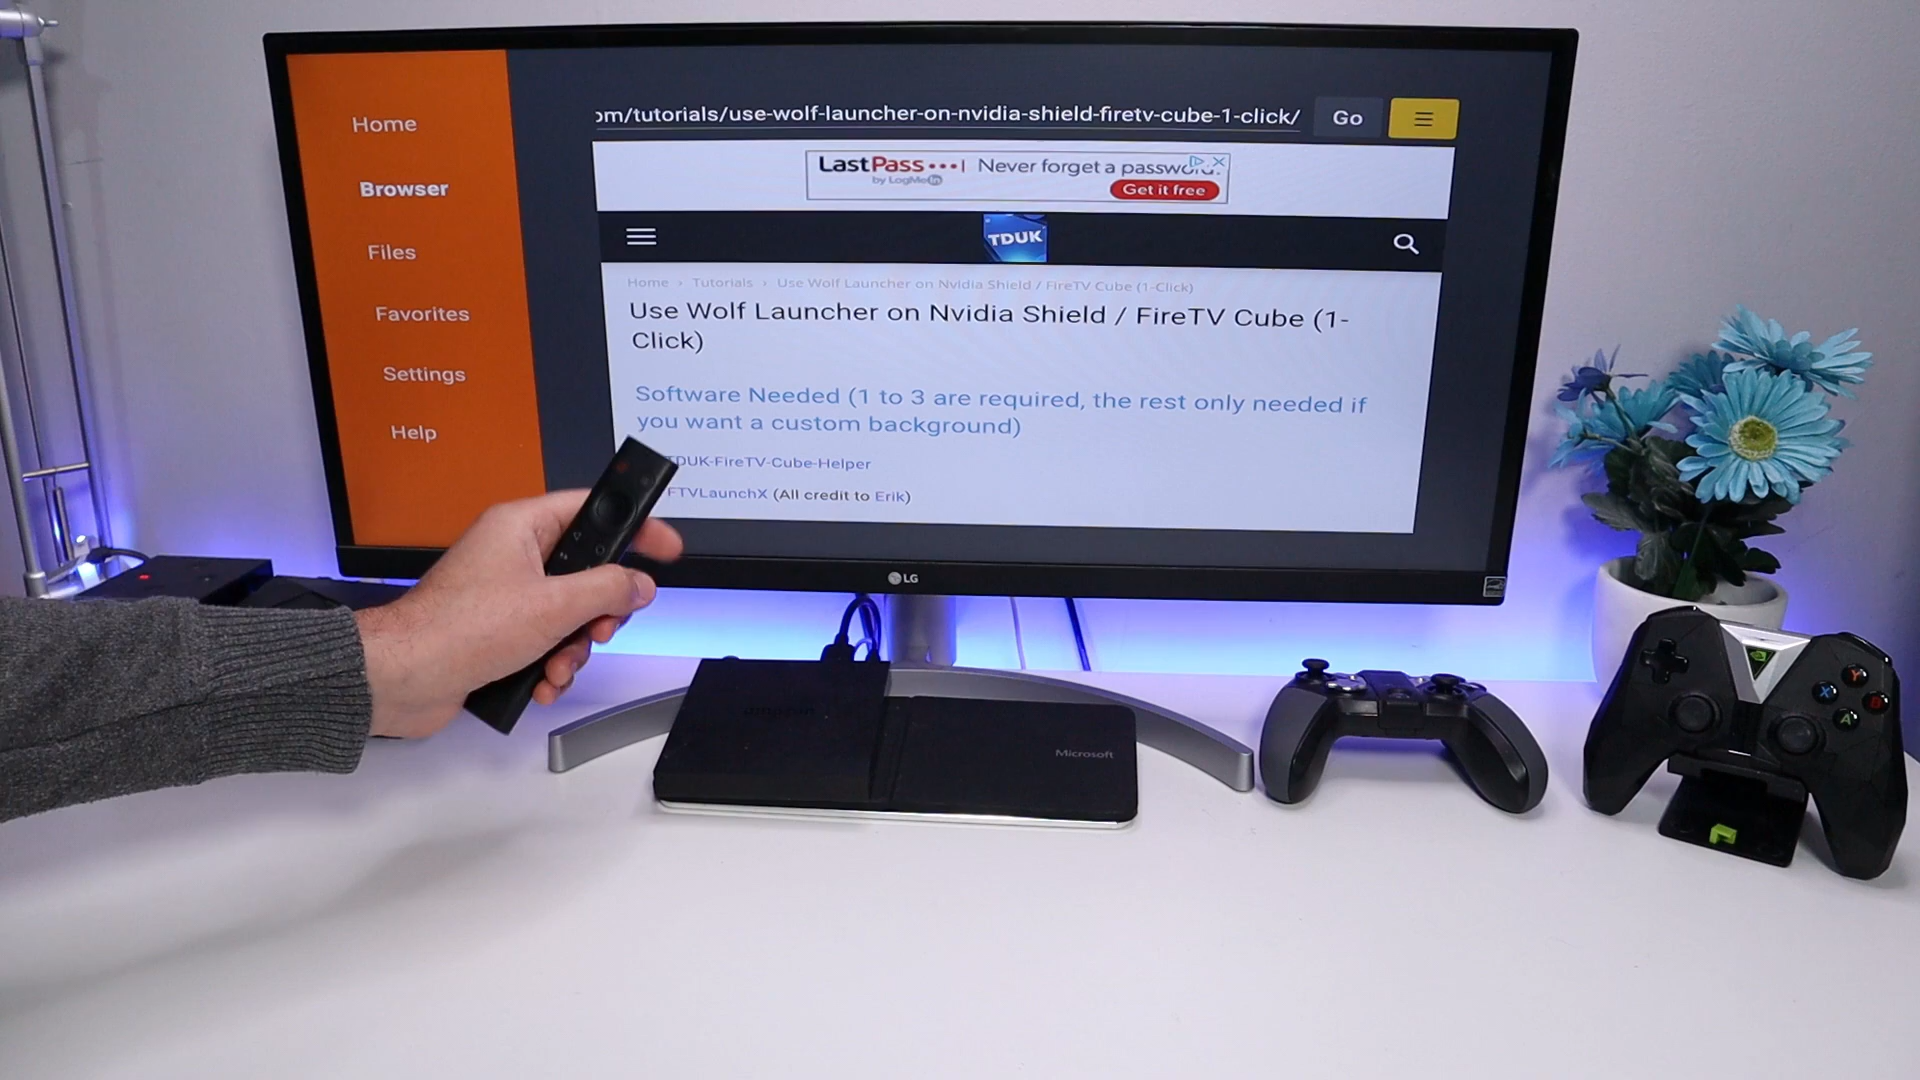 Home
Browser
Files
Favorites
Settings
Help
om/tutorials/use-wolf-launcher-on-nvidia-shield-firetv-cube-1-click/
Go
LastPass •••|
by LogMeIn
Never forget a password.
Get it free
TDUK
Home › Tutorials › Use Wolf Launcher on Nvidia Shield / FireTV Cube (1-Click)
Use Wolf Launcher on Nvidia Shield / FireTV Cube (1-
Click)
Software Needed (1 to 3 are required, the rest only needed if
you want a custom background)
TDUK-FireTV-Cube-Helper
FTVLaunchX (All credit to Erik)
LG
amazon
Microsoft
Y
X
B
A